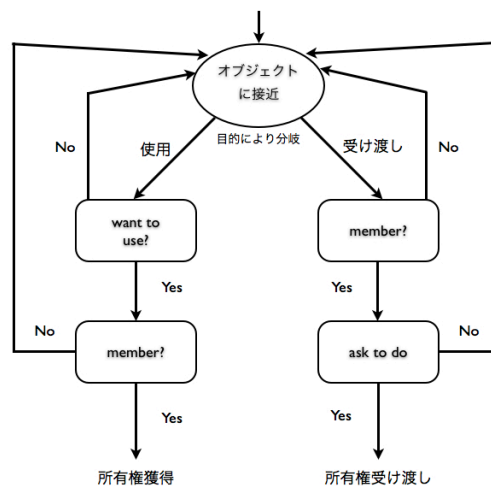 オブジェクト
に接近
目的により分岐
使用
受け渡し
No
No
want to
use?
member?
Yes
Yes
No
No
member?
ask to do
Yes
Yes
所有権獲得
所有権受け渡し